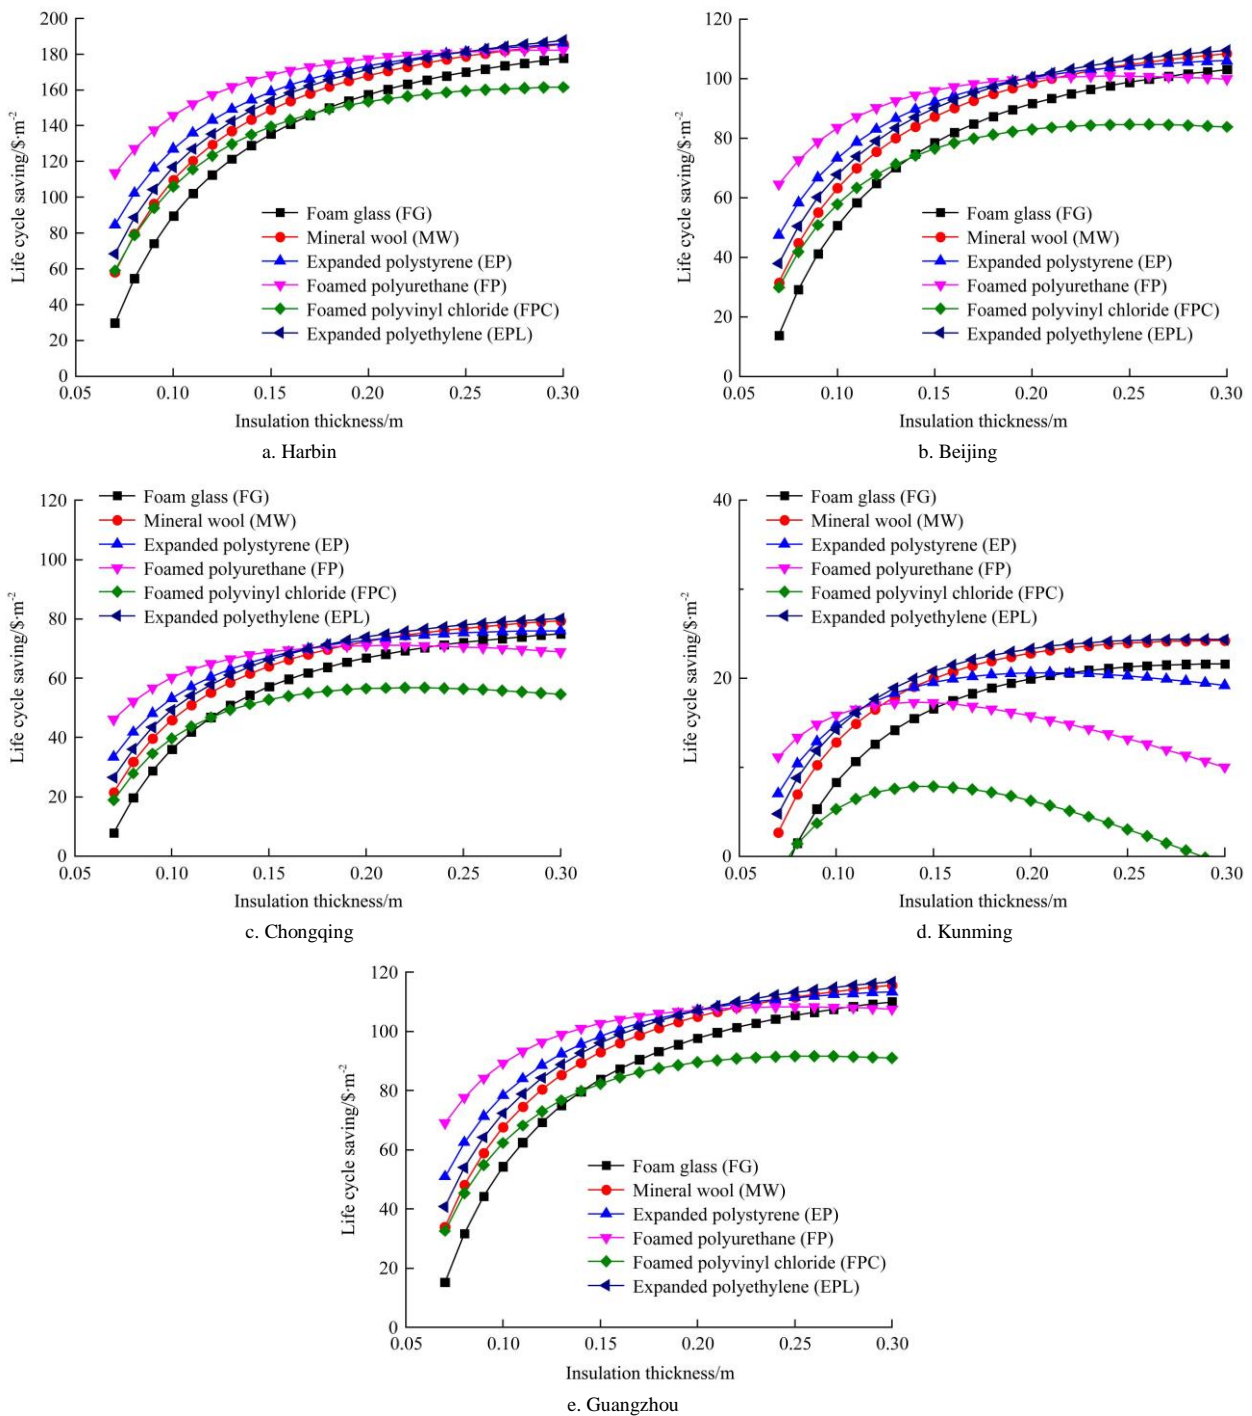 200
180
160
140
120
100
80
60
40
20
0
Life cycle saving/$·m⁻²
Foam glass (FG)
Mineral wool (MW)
Expanded polystyrene (EP)
Foamed polyurethane (FP)
Foamed polyvinyl chloride (FPC)
Expanded polyethylene (EPL)
0.05 0.10 0.15 0.20 0.25 0.30
Insulation thickness/m
a. Harbin
120
100
80
60
40
20
0
Life cycle saving/$·m⁻²
Foam glass (FG)
Mineral wool (MW)
Expanded polystyrene (EP)
Foamed polyurethane (FP)
Foamed polyvinyl chloride (FPC)
Expanded polyethylene (EPL)
0.05 0.10 0.15 0.20 0.25 0.30
Insulation thickness/m
b. Beijing
120
100
80
60
40
20
0
Life cycle saving/$·m⁻²
Foam glass (FG)
Mineral wool (MW)
Expanded polystyrene (EP)
Foamed polyurethane (FP)
Foamed polyvinyl chloride (FPC)
Expanded polyethylene (EPL)
0.05 0.10 0.15 0.20 0.25 0.30
Insulation thickness/m
c. Chongqing
40
20
0
Life cycle saving/$·m⁻²
Foam glass (FG)
Mineral wool (MW)
Expanded polystyrene (EP)
Foamed polyurethane (FP)
Foamed polyvinyl chloride (FPC)
Expanded polyethylene (EPL)
0.05 0.10 0.15 0.20 0.25 0.30
Insulation thickness/m
d. Kunming
120
100
80
60
40
20
0
Life cycle saving/$·m⁻²
Foam glass (FG)
Mineral wool (MW)
Expanded polystyrene (EP)
Foamed polyurethane (FP)
Foamed polyvinyl chloride (FPC)
Expanded polyethylene (EPL)
0.05 0.10 0.15 0.20 0.25 0.30
Insulation thickness/m
e. Guangzhou